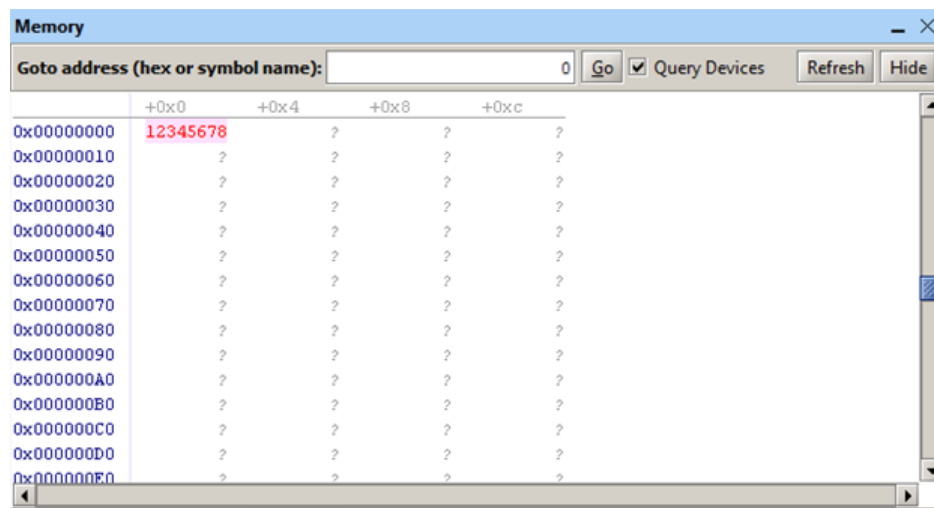 Memory
Goto address (hex or symbol name): 0 Go Query Devices Refresh Hide
+0x0 +0x4 +0x8 +0xc
0x00000000 12345678 ? ? ?
0x00000010 ? ? ? ?
0x00000020 ? ? ? ?
0x00000030 ? ? ? ?
0x00000040 ? ? ? ?
0x00000050 ? ? ? ?
0x00000060 ? ? ? ?
0x00000070 ? ? ? ?
0x00000080 ? ? ? ?
0x00000090 ? ? ? ?
0x000000A0 ? ? ? ?
0x000000B0 ? ? ? ?
0x000000C0 ? ? ? ?
0x000000D0 ? ? ? ?
0x000000E0 ? ? ? ?